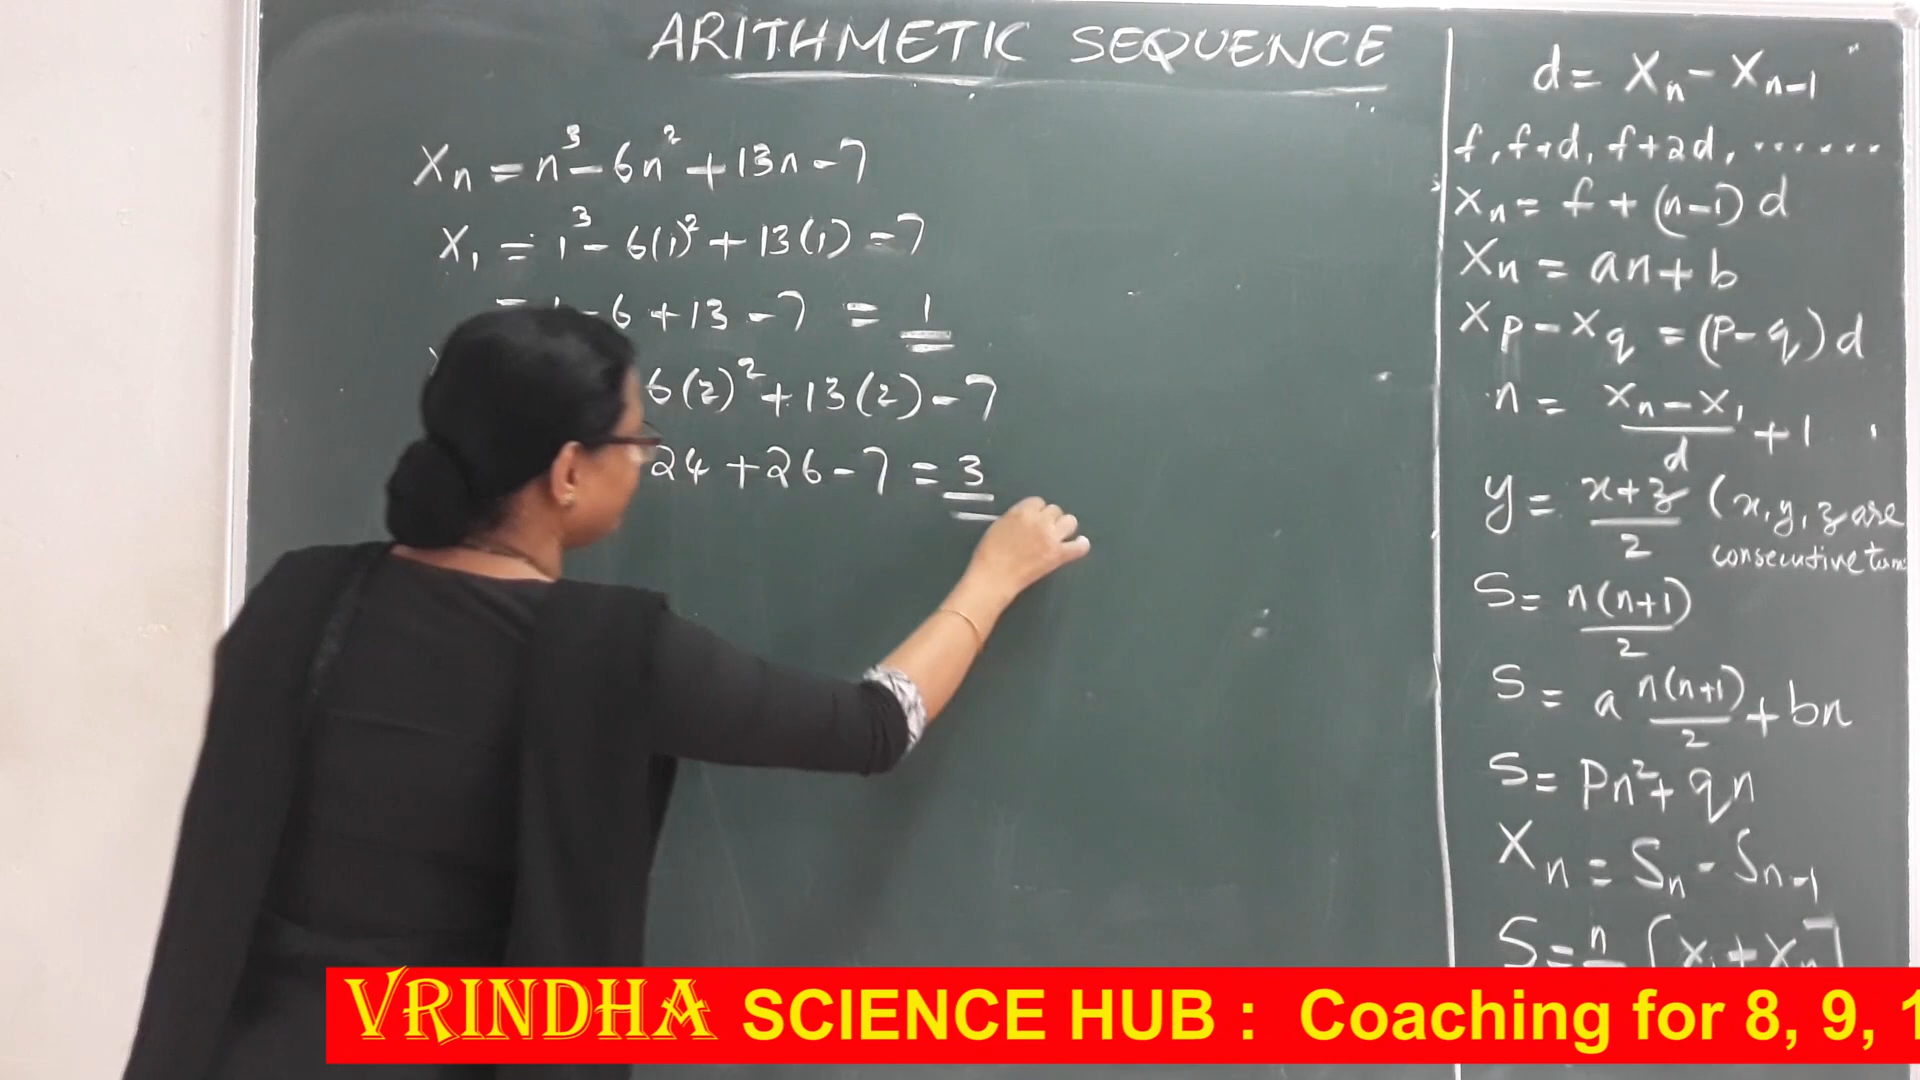 ARITHMETIC SEQUENCE
Xn = n³ - 6n² + 13n - 7
X₁ = 1³ - 6(1)² + 13(1) - 7
- 6 + 13 - 7 = 1
6(2)² + 13(2) - 7
24 + 26 - 7 = 3
d = Xn - Xn-1
f, f+d, f+2d, ......
Xn = f + (n-1) d
Xn = an + b
Xp - Xq = (p-q) d
n = (Xn - X₁)/d + 1
y = (x+z)/2 (x, y, z are
consecutive
S = n(n+1)/2
S = a n(n+1)/2 + bn
S = pn² + qn
Xn = Sn - Sn-1
S = n [X₁ + Xn]
VRINDHA SCIENCE HUB : Coaching for 8, 9, 1